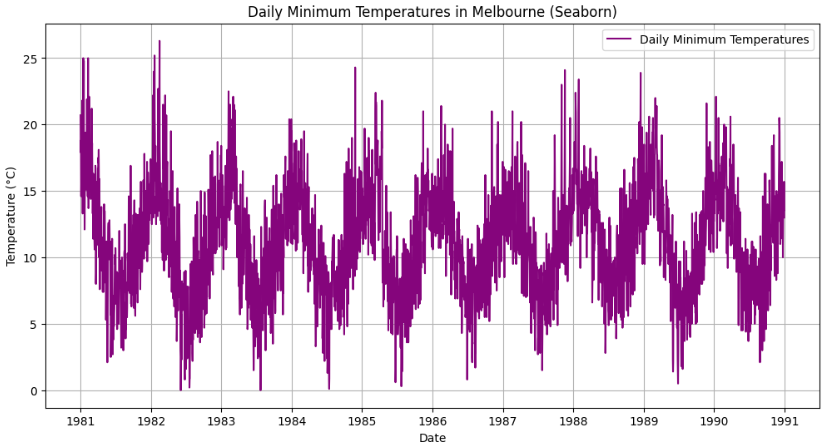 Daily Minimum Temperatures in Melbourne (Seaborn)
Daily Minimum Temperatures
Temperature (°C)
25
20
15
10
5
0
1981 1982 1983 1984 1985 1986 1987 1988 1989 1990 1991
Date